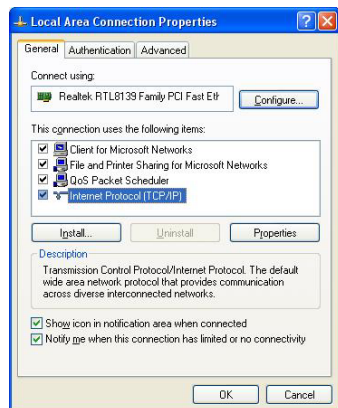 Local Area Connection Properties
General Authentication Advanced
Connect using:
Realtek RTL8139 Family PCI Fast Eth
Configure...
This connection uses the following items:
Client for Microsoft Networks
File and Printer Sharing for Microsoft Networks
QoS Packet Scheduler
Internet Protocol (TCP/IP)
Install... Uninstall Properties
Description
Transmission Control Protocol/Internet Protocol. The default
wide area network protocol that provides communication
across diverse interconnected networks.
Show icon in notification area when connected
Notify me when this connection has limited or no connectivity
OK Cancel